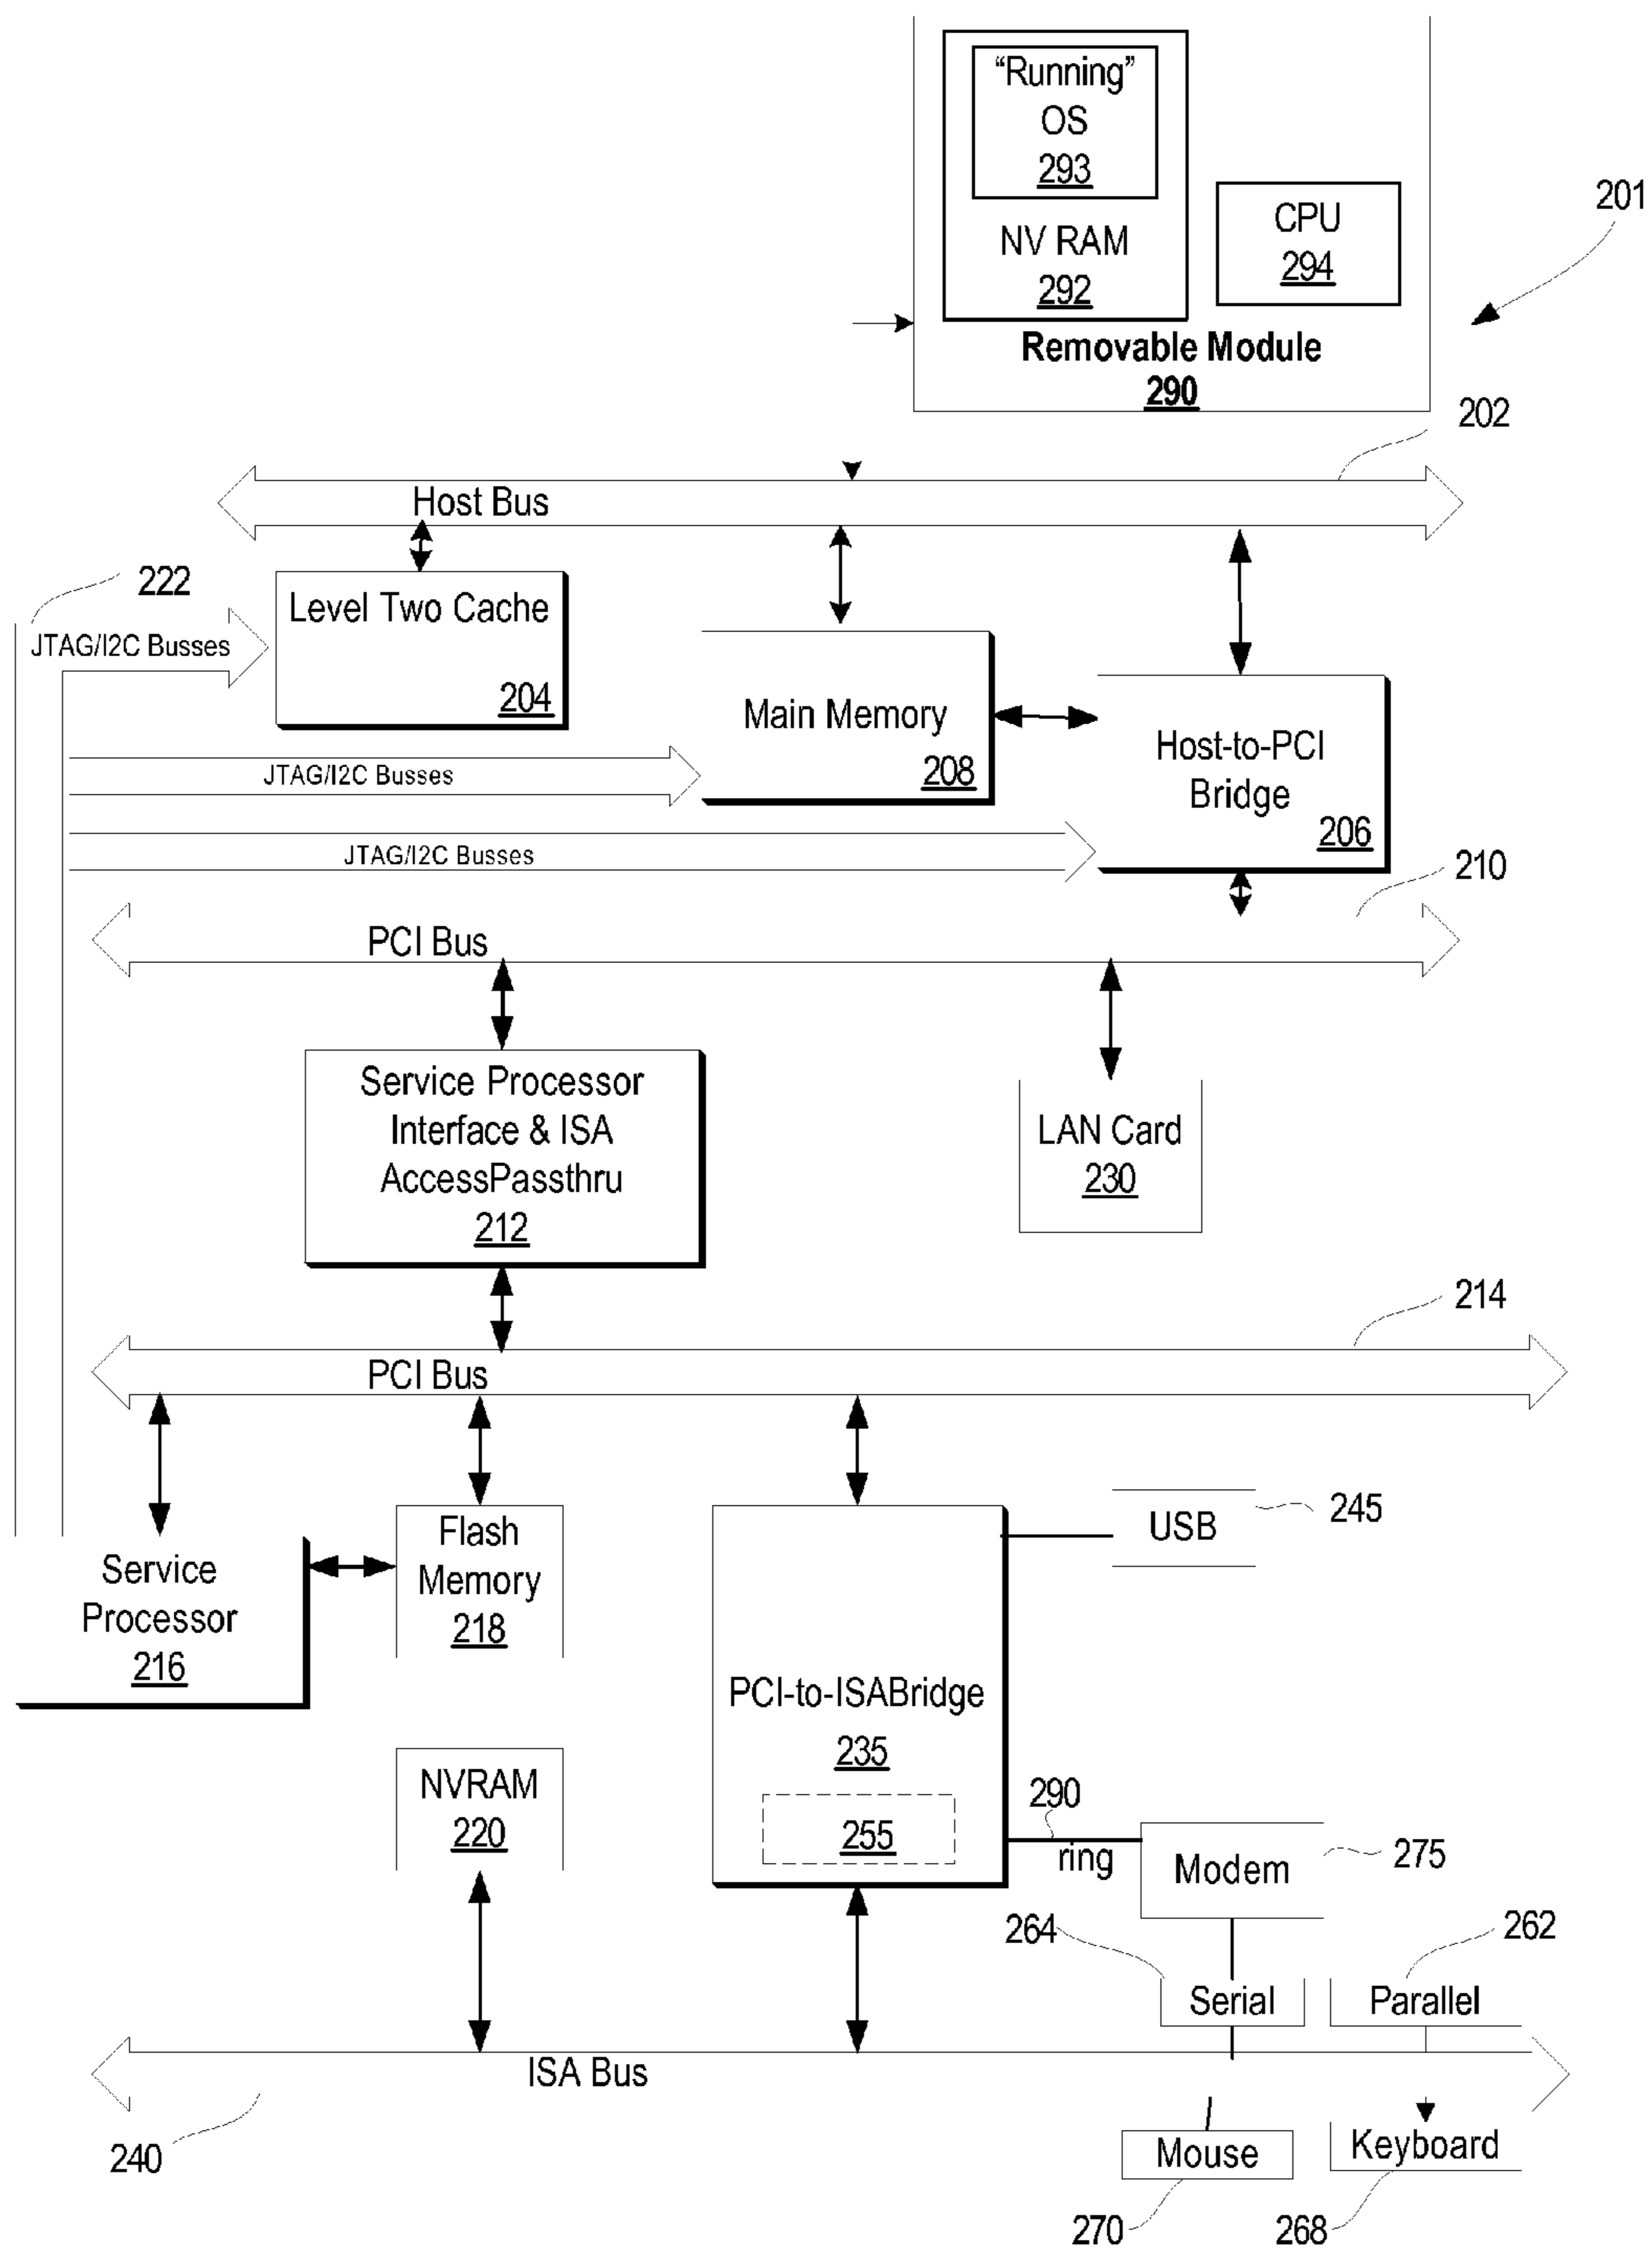 “Running”
OS
293
NV RAM
292
CPU
294
201
Removable Module
290
202
Host Bus
222
JTAG/I2C Busses
Level Two Cache
204
Main Memory
208
Host-to-PCI
Bridge
206
JTAG/I2C Busses
JTAG/I2C Busses
210
PCI Bus
Service Processor
Interface & ISA
AccessPassthru
212
LAN Card
230
214
PCI Bus
Service
Processor
216
Flash
Memory
218
USB
245
PCI-to-ISABridge
235
255
NVRAM
220
290
ring
Modem
275
264
262
Serial
Parallel
ISA Bus
240
Mouse
Keyboard
270
268